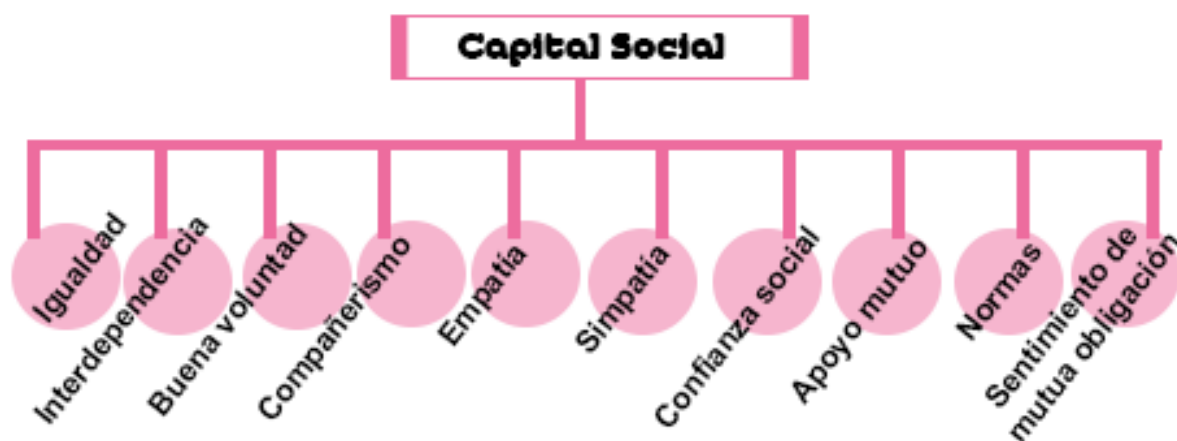 Capital Social
Igualdad
Interdependencia
Buena voluntad
Compañerismo
Empatía
Simpatía
Confianza social
Apoyo mutuo
Normas
Sentimiento de
mutua obligación